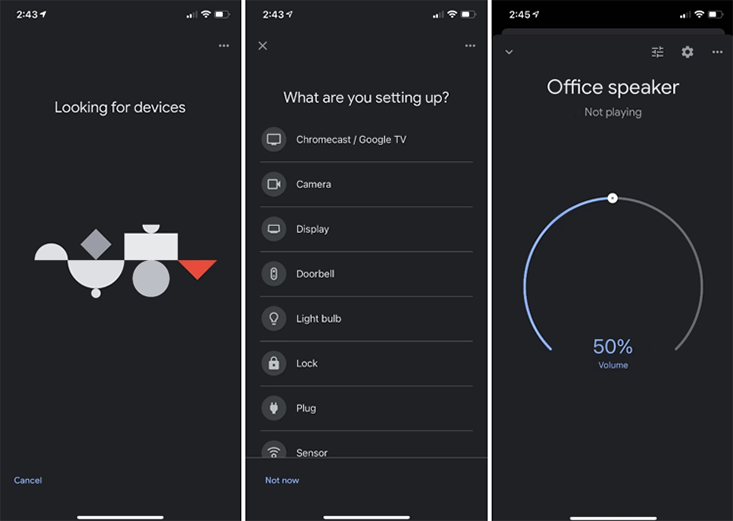 2:43
Looking for devices
Cancel
2:43
What are you setting up?
Chromecast / Google TV
Camera
Display
Doorbell
Light bulb
Lock
Plug
Sensor
Not now
2:45
Office speaker
Not playing
50%
Volume